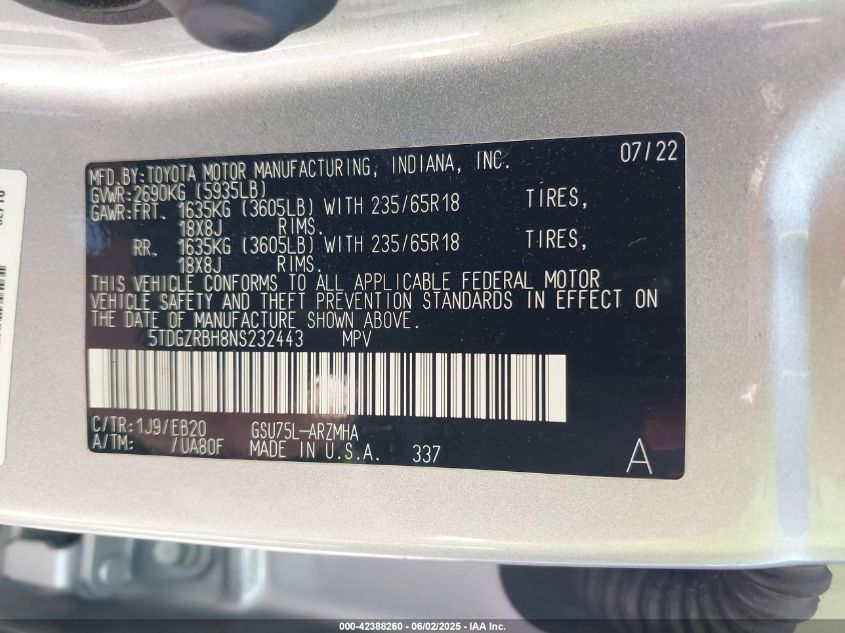 MFD.BY:TOYOTA MOTOR MANUFACTURING, INDIANA, INC. 07/22
GVWR:2690KG (5935LB)
GAWR:FRT. 1635KG (3605LB) WITH 235/65R18 TIRES,
18X8J RIMS.
RR. 1635KG (3605LB) WITH 235/65R18 TIRES,
18X8J RIMS.
THIS VEHICLE CONFORMS TO ALL APPLICABLE FEDERAL MOTOR
VEHICLE SAFETY AND THEFT PREVENTION STANDARDS IN EFFECT ON
THE DATE OF MANUFACTURE SHOWN ABOVE.
5TDGZRBH8NS232443 MPV
C/TR:1J9/EB20 GSU75L-ARZMHA
A/TM: /UA80F MADE IN U.S.A. 337 A
000-42388260 - 06/02/2025 - IAA Inc.